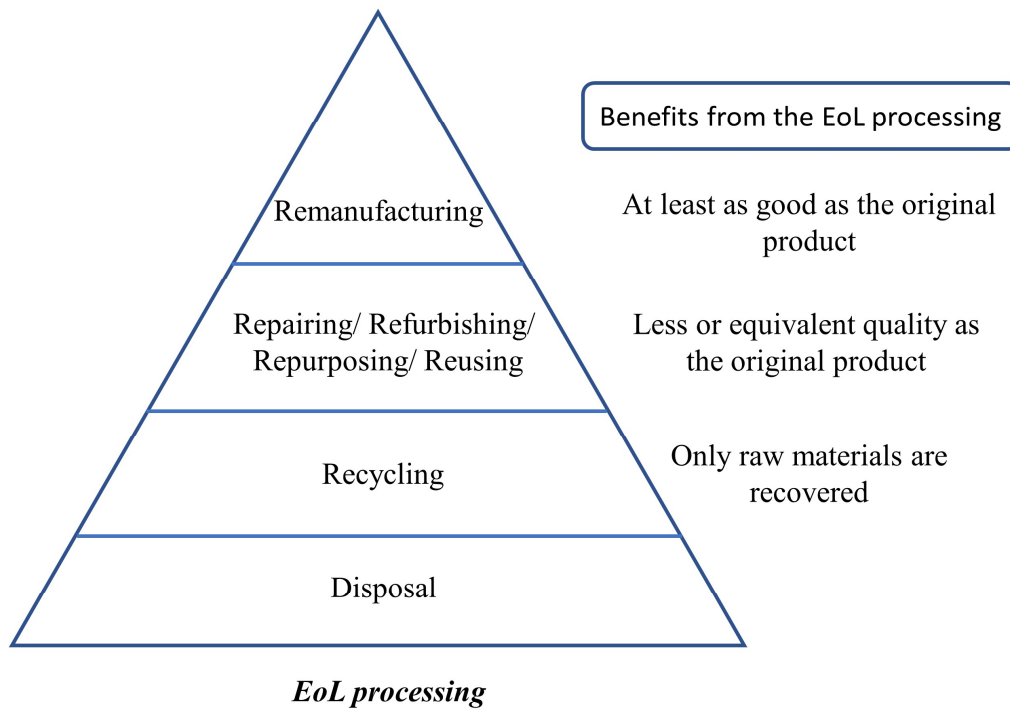 Benefits from the EoL processing
Remanufacturing
At least as good as the original
product
Repairing/ Refurbishing/
Repurposing/ Reusing
Less or equivalent quality as
the original product
Recycling
Only raw materials are
recovered
Disposal
EoL processing